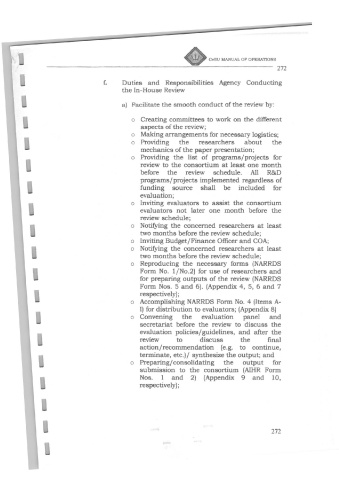 CvSU MANUAL OF OPERATIONS
272
f. Duties and Responsibilities Agency Conducting
the In-House Review
a) Facilitate the smooth conduct of the review by:
o Creating committees to work on the different
aspects of the review;
o Making arrangements for necessary logistics;
o Providing the researchers about the
mechanics of the paper presentation;
o Providing the list of programs/projects for
review to the consortium at least one month
before the review schedule. All R&D
programs/projects implemented regardless of
funding source shall be included for
evaluation;
o Inviting evaluators to assist the consortium
evaluators not later one month before the
review schedule;
o Notifying the concerned researchers at least
two months before the review schedule;
o Inviting Budget/Finance Officer and COA;
o Notifying the concerned researchers at least
two months before the review schedule;
o Reproducing the necessary forms (NARRDS
Form No. 1/No.2) for use of researchers and
for preparing outputs of the review (NARRDS
Form Nos. 5 and 6), (Appendix 4, 5, 6 and 7
respectively);
o Accomplishing NARRDS Form No. 4 (items A-
I) for distribution to evaluators; (Appendix 8)
o Convening the evaluation panel and
secretariat before the review to discuss the
evaluation policies/guidelines, and after the
review to discuss the final
action/recommendation (e.g. to continue,
terminate, etc.)/ synthesize the output; and
o Preparing/consolidating the output for
submission to the consortium (AIHR Form
Nos. 1 and 2) (Appendix 9 and 10,
respectively);
272